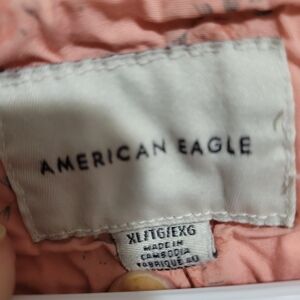 AMERICAN EAGLE
XL/TG/EXG
MADE IN
CAMBODIA
FABRIQUÉ AU